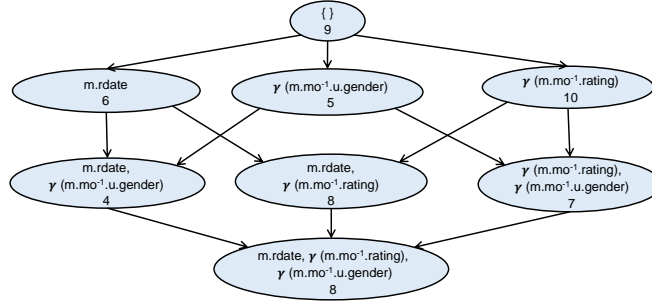 { }
9
m.rdate
6
γ (m.mo⁻¹.u.gender)
5
γ (m.mo⁻¹.rating)
10
m.rdate,
γ (m.mo⁻¹.u.gender)
4
m.rdate,
γ (m.mo⁻¹.rating)
8
γ (m.mo⁻¹.rating),
γ (m.mo⁻¹.u.gender)
7
m.rdate, γ (m.mo⁻¹.rating),
γ (m.mo⁻¹.u.gender)
8